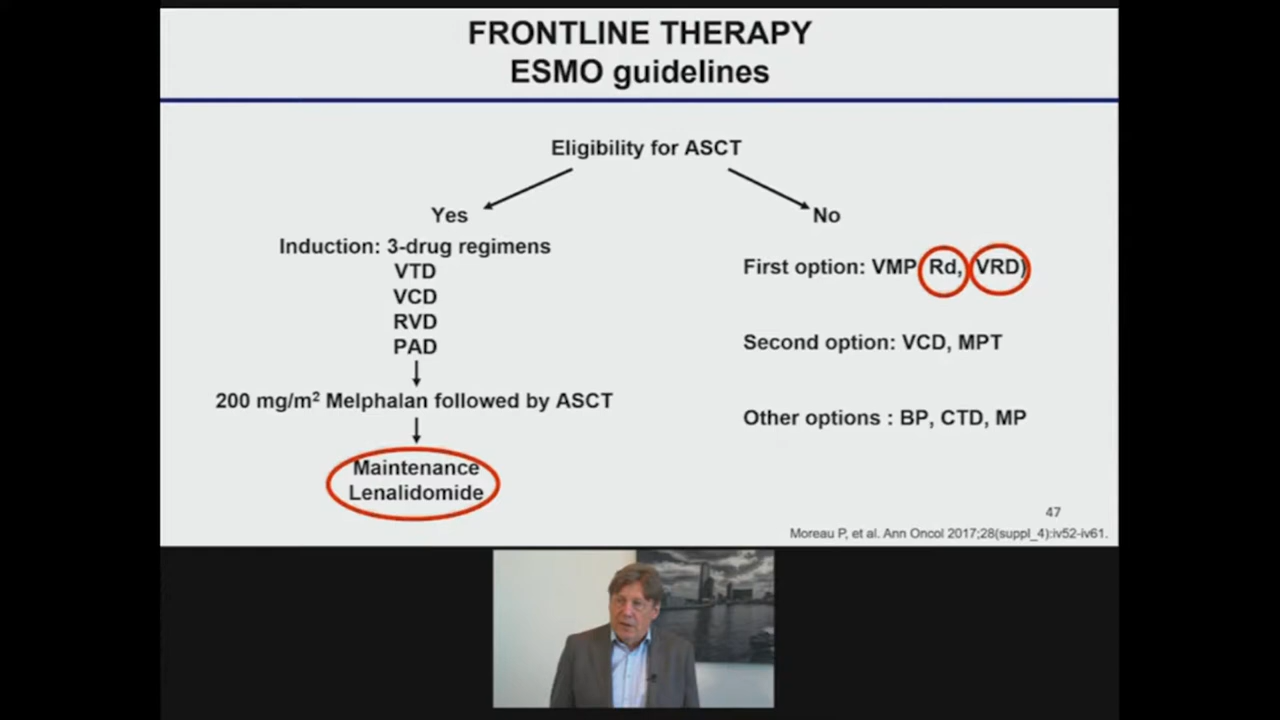 FRONTLINE THERAPY
ESMO guidelines
Eligibility for ASCT
Yes
Induction: 3-drug regimens
VTD
VCD
RVD
PAD
200 mg/m² Melphalan followed by ASCT
Maintenance
Lenalidomide
No
First option: VMP Rd, VRD)
Second option: VCD, MPT
Other options : BP, CTD, MP
47
Moreau P, et al. Ann Oncol 2017;28(suppl_4):iv52-iv61.